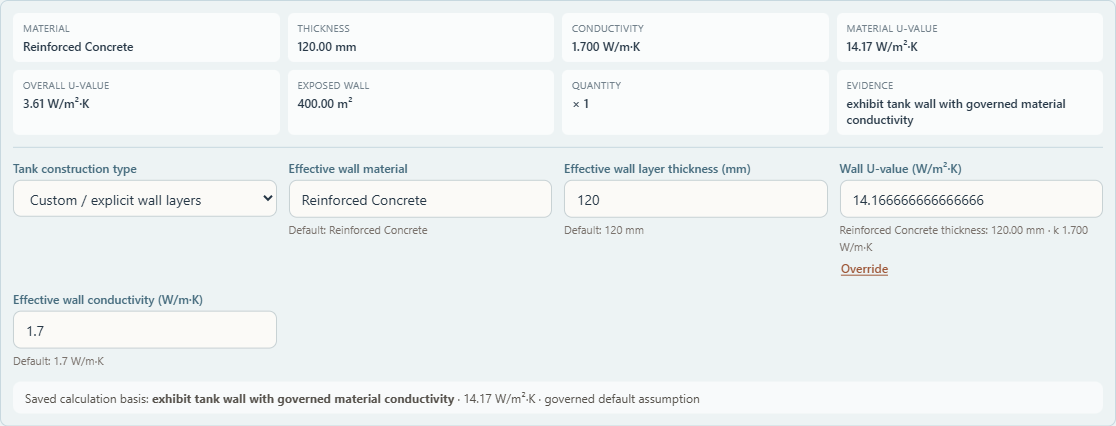 MATERIAL
Reinforced Concrete
THICKNESS
120.00 mm
CONDUCTIVITY
1.700 W/m·K
MATERIAL U-VALUE
14.17 W/m²·K
OVERALL U-VALUE
3.61 W/m²·K
EXPOSED WALL
400.00 m²
QUANTITY
× 1
EVIDENCE
exhibit tank wall with governed material
conductivity
Tank construction type
Custom / explicit wall layers
Effective wall material
Reinforced Concrete
Default: Reinforced Concrete
Effective wall layer thickness (mm)
120
Default: 120 mm
Wall U-value (W/m²·K)
14.166666666666666
Reinforced Concrete thickness: 120.00 mm · k 1.700
W/m·K
Override
Effective wall conductivity (W/m·K)
1.7
Default: 1.7 W/m·K
Saved calculation basis: exhibit tank wall with governed material conductivity · 14.17 W/m²·K · governed default assumption